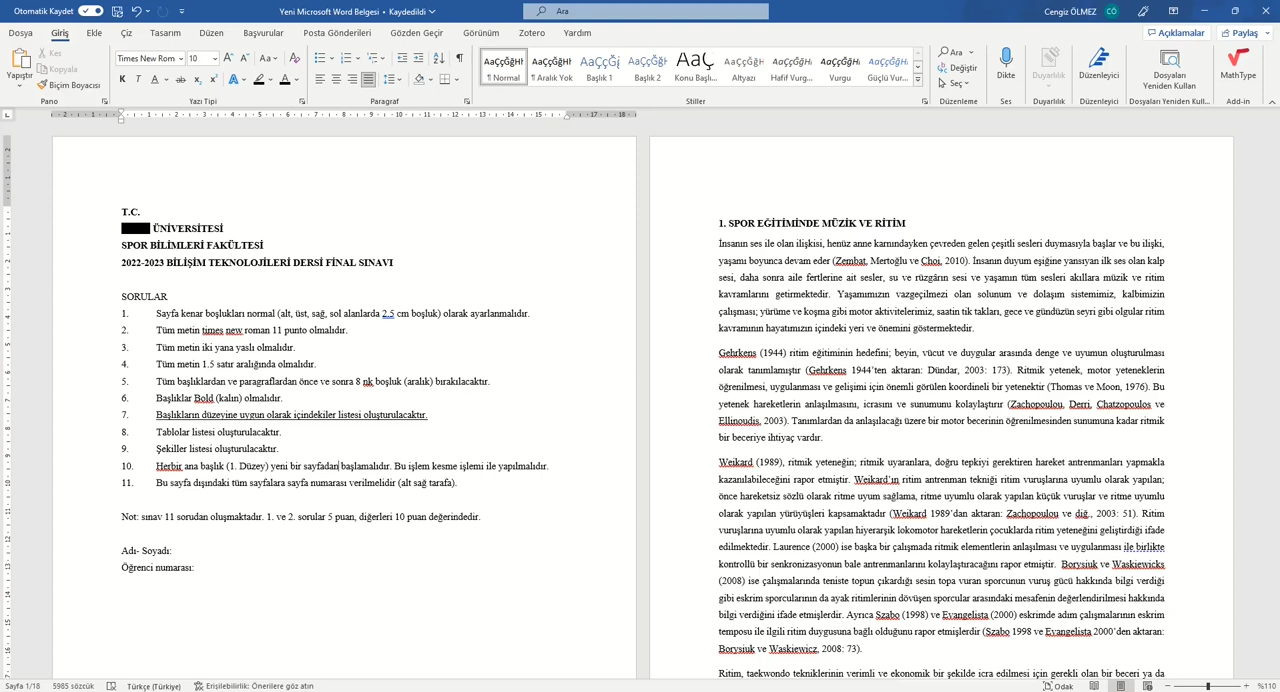 Otomatik Kaydet
Yeni Microsoft Word Belgesi • Kaydedildi
Ara
Cengiz ÖLMEZ
CÖ
Dosya Giriş Ekle Çiz Tasarım Düzen Başvurular Posta Gönderileri Gözden Geçir Görünüm Zotero Yardım
Açıklamalar
Paylaş
Yapıştır
Kes
Kopyala
Biçim Boyacısı
Pano
Times New Rom
10
Yazı Tipi
Paragraf
AaÇçĞğHł AaÇçĞğHł AaÇçĞğ AaÇçĞğH AaÇ AaÇçĞğH AaÇçĞğHł AaÇçĞğHł AaÇçĞğHł
¶ Normal ¶ Aralık Yok Başlık 1 Başlık 2 Konu Başlı... Altyazı Hafif Vurg... Vurgu Güçlü Vur...
Stiller
Ara
Değiştir
Seç
Düzenleme
Dikte
Ses
Duyarlılık
Duyarlılık
Düzenleyici
Düzenleyici
Dosyaları Yeniden Kullan
Dosyaları Yeniden Kull...
MathType
Add-in
T.C.
ÜNİVERSİTESİ
SPOR BİLİMLERİ FAKÜLTESİ
2022-2023 BİLİŞİM TEKNOLOJİLERİ DERSİ FİNAL SINAVI
SORULAR
1. Sayfa kenar boşlukları normal (alt, üst, sağ, sol alanlarda 2,5 cm boşluk) olarak ayarlanmalıdır.
2. Tüm metin times new roman 11 punto olmalıdır.
3. Tüm metin iki yana yaslı olmalıdır.
4. Tüm metin 1.5 satır aralığında olmalıdır.
5. Tüm başlıklardan ve paragraflardan önce ve sonra 8 nk boşluk (aralık) bırakılacaktır.
6. Başlıklar Bold (kalın) olmalıdır.
7. Başlıkların düzeyine uygun olarak içindekiler listesi oluşturulacaktır.
8. Tablolar listesi oluşturulacaktır.
9. Şekiller listesi oluşturulacaktır.
10. Herbir ana başlık (1. Düzey) yeni bir sayfadan başlamalıdır. Bu işlem kesme işlemi ile yapılmalıdır.
11. Bu sayfa dışındaki tüm sayfalara sayfa numarası verilmelidir (alt sağ tarafa).
Not: sınav 11 sorudan oluşmaktadır. 1. ve 2. sorular 5 puan, diğerleri 10 puan değerindedir.
Adı- Soyadı:
Öğrenci numarası:
1. SPOR EĞİTİMİNDE MÜZİK VE RİTİM
İnsanın ses ile olan ilişkisi, henüz anne karnındayken çevreden gelen çeşitli sesleri duymasıyla başlar ve bu ilişki,
yaşamı boyunca devam eder (Zembat, Mertoğlu ve Choi, 2010). İnsanın duyum eşiğine yansıyan ilk ses olan kalp
sesi, daha sonra aile fertlerine ait sesler, su ve rüzgârın sesi ve yaşamın tüm sesleri akıllara müzik ve ritim
kavramlarını getirmektedir. Yaşamımızın vazgeçilmezi olan solunum ve dolaşım sistemimiz, kalbimizin
çalışması; yürüme ve koşma gibi motor aktivitelerimiz, saatin tik takları, gece ve gündüzün seyri gibi olgular ritim
kavramının hayatımızın içindeki yeri ve önemini göstermektedir.
Gehrkens (1944) ritim eğitiminin hedefini; beyin, vücut ve duygular arasında denge ve uyumun oluşturulması
olarak tanımlamıştır (Gehrkens 1944'ten aktaran: Dündar, 2003: 173). Ritmik yetenek, motor yeteneklerin
öğrenilmesi, uygulanması ve gelişimi için önemli görülen koordineli bir yetenektir (Thomas ve Moon, 1976). Bu
yetenek hareketlerin anlaşılmasını, icrasını ve sunumunu kolaylaştırır (Zachopoulou, Derri, Chatzopoulos ve
Ellinoudis, 2003). Tanımlardan da anlaşılacağı üzere bir motor becerinin öğrenilmesinden sunumuna kadar ritmik
bir beceriye ihtiyaç vardır.
Weikard (1989), ritmik yeteneğin; ritmik uyaranlara, doğru tepkiyi gerektiren hareket antrenmanları yapmakla
kazanılabileceğini rapor etmiştir. Weikard'ın ritim antrenman tekniği ritim vuruşlarına uyumlu olarak yapılan;
önce hareketsiz sözlü olarak ritme uyum sağlama, ritme uyumlu olarak yapılan küçük vuruşlar ve ritme uyumlu
olarak yapılan yürüyüşleri kapsamaktadır (Weikard 1989'dan aktaran: Zachopoulou ve diğ., 2003: 51). Ritim
vuruşlarına uyumlu olarak yapılan hiyerarşik lokomotor hareketlerin çocuklarda ritim yeteneğini geliştirdiği ifade
edilmektedir. Laurence (2000) ise başka bir çalışmada ritmik elementlerin anlaşılması ve uygulanması ile birlikte
kontrollü bir senkronizasyonun bale antrenmanlarını kolaylaştıracağını rapor etmiştir. Borysiuk ve Waskiewicks
(2008) ise çalışmalarında teniste topun çıkardığı sesin topa vuran sporcunun vuruş gücü hakkında bilgi verdiği
gibi eskrim sporcularının da ayak ritimlerinin dövüşen sporcular arasındaki mesafenin değerlendirilmesi hakkında
bilgi verdiğini ifade etmişlerdir. Ayrıca Szabo (1998) ve Evangelista (2000) eskrimde adım çalışmalarının eskrim
temposu ile ilgili ritim duygusuna bağlı olduğunu rapor etmişlerdir (Szabo 1998 ve Evangelista 2000'den aktaran:
Borysiuk ve Waskiewicz, 2008: 73).
Ritim, taekwondo tekniklerinin verimli ve ekonomik bir şekilde icra edilmesi için gerekli olan bir beceri ya da
Sayfa 1/18
5985 sözcük
Türkçe (Türkiye)
Erişilebilirlik: Önerilere göz atın
Odak
%110